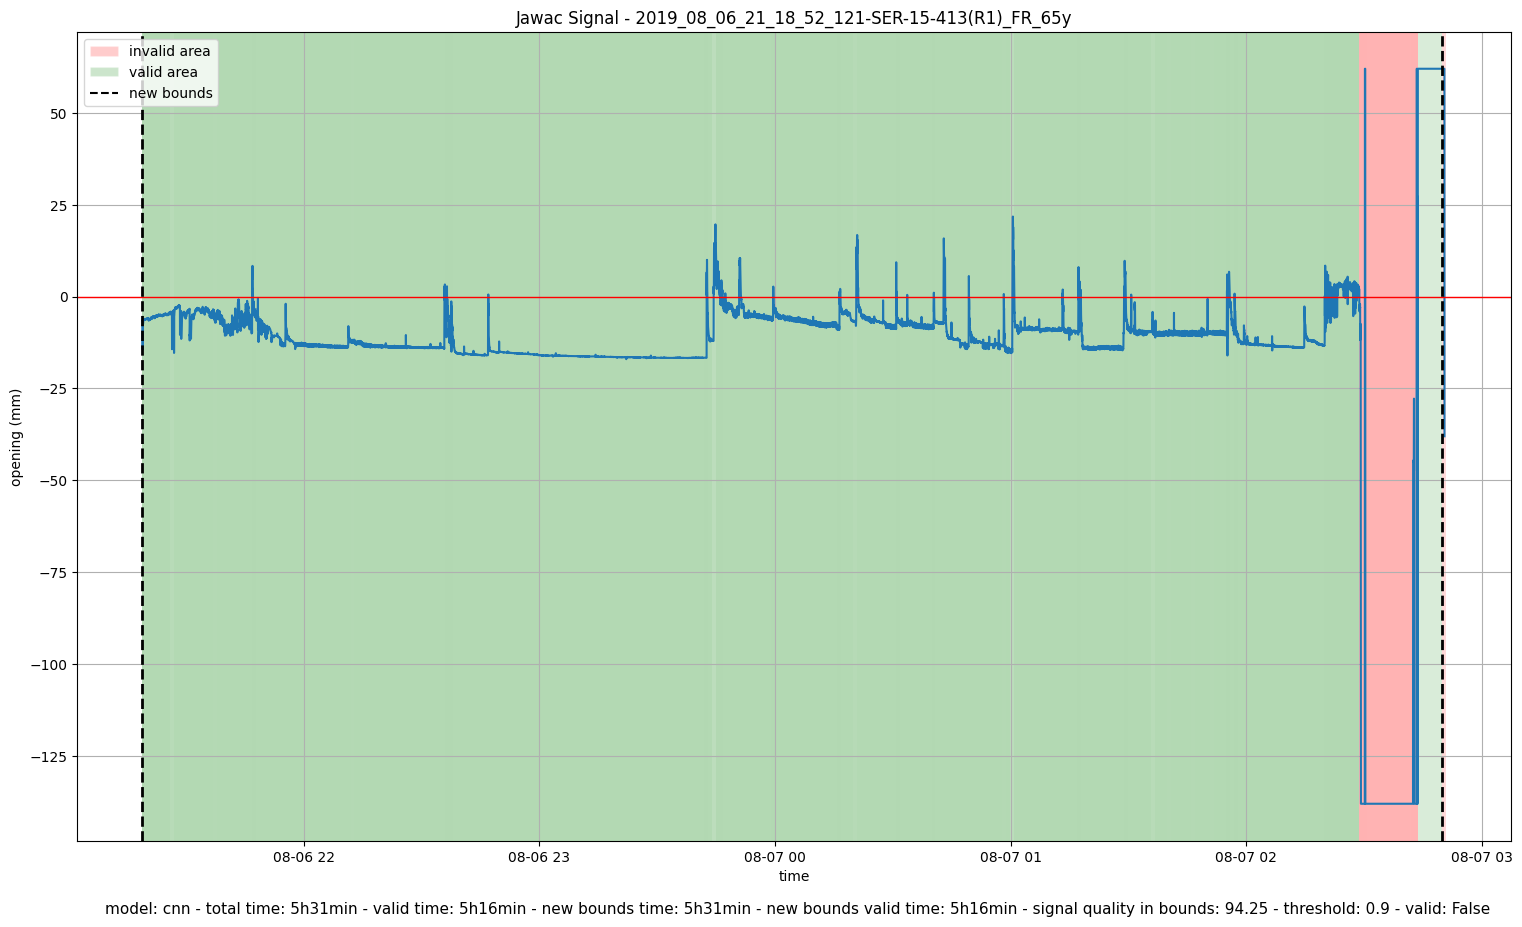 Jawac Signal - 2019_08_06_21_18_52_121-SER-15-413(R1)_FR_65y
invalid area
valid area
new bounds
50
25
0
−25
−50
−75
−100
−125
opening (mm)
08-06 22
08-06 23
08-07 00
08-07 01
08-07 02
08-07 03
time
model: cnn - total time: 5h31min - valid time: 5h16min - new bounds time: 5h31min - new bounds valid time: 5h16min - signal quality in bounds: 94.25 - threshold: 0.9 - valid: False